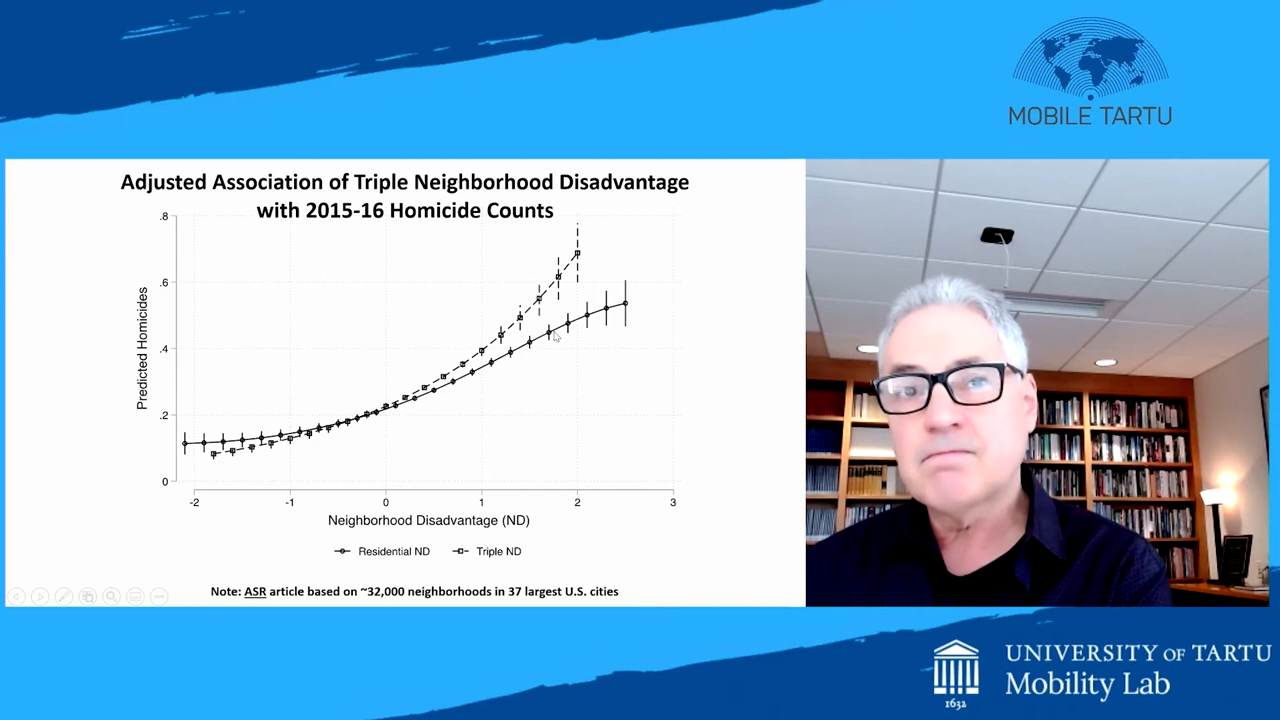 MOBILE TARTU
Adjusted Association of Triple Neighborhood Disadvantage
with 2015-16 Homicide Counts
Predicted Homicides
.8
.6
.4
.2
0
-2 -1 0 1 2 3
Neighborhood Disadvantage (ND)
Residential ND Triple ND
Note: ASR article based on ~32,000 neighborhoods in 37 largest U.S. cities
1632
UNIVERSITY OF TARTU
Mobility Lab